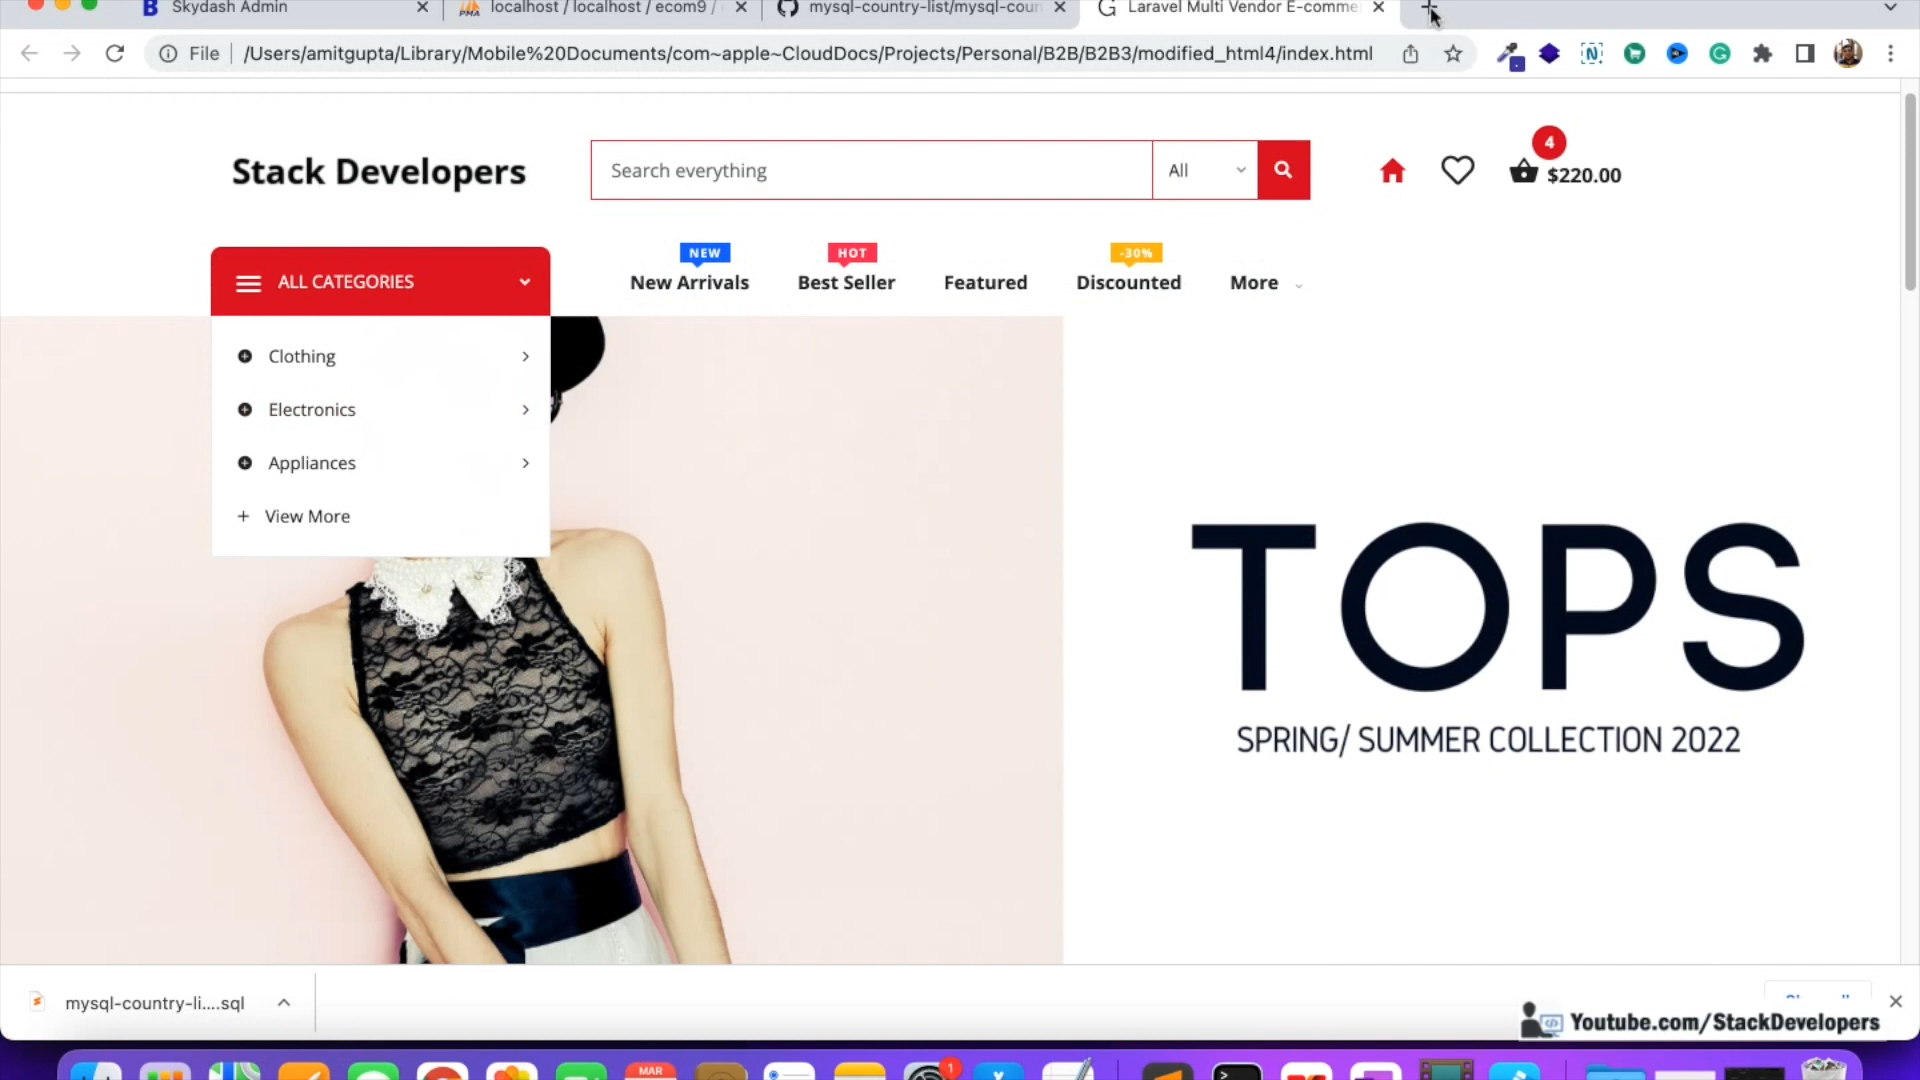 Skydash Admin
localhost / localhost / ecom9 /
mysql-country-list/mysql-coun
Laravel Multi Vendor E-comme
File
/Users/amitgupta/Library/Mobile%20Documents/com~apple~CloudDocs/Projects/Personal/B2B/B2B3/modified_html4/index.html
Stack Developers
Search everything
All
4
$220.00
NEW
HOT
-30%
ALL CATEGORIES
New Arrivals
Best Seller
Featured
Discounted
More
Clothing
Electronics
Appliances
View More
TOPS
SPRING/ SUMMER COLLECTION 2022
mysql-country-li....sql
Youtube.com/StackDevelopers
MAR
1